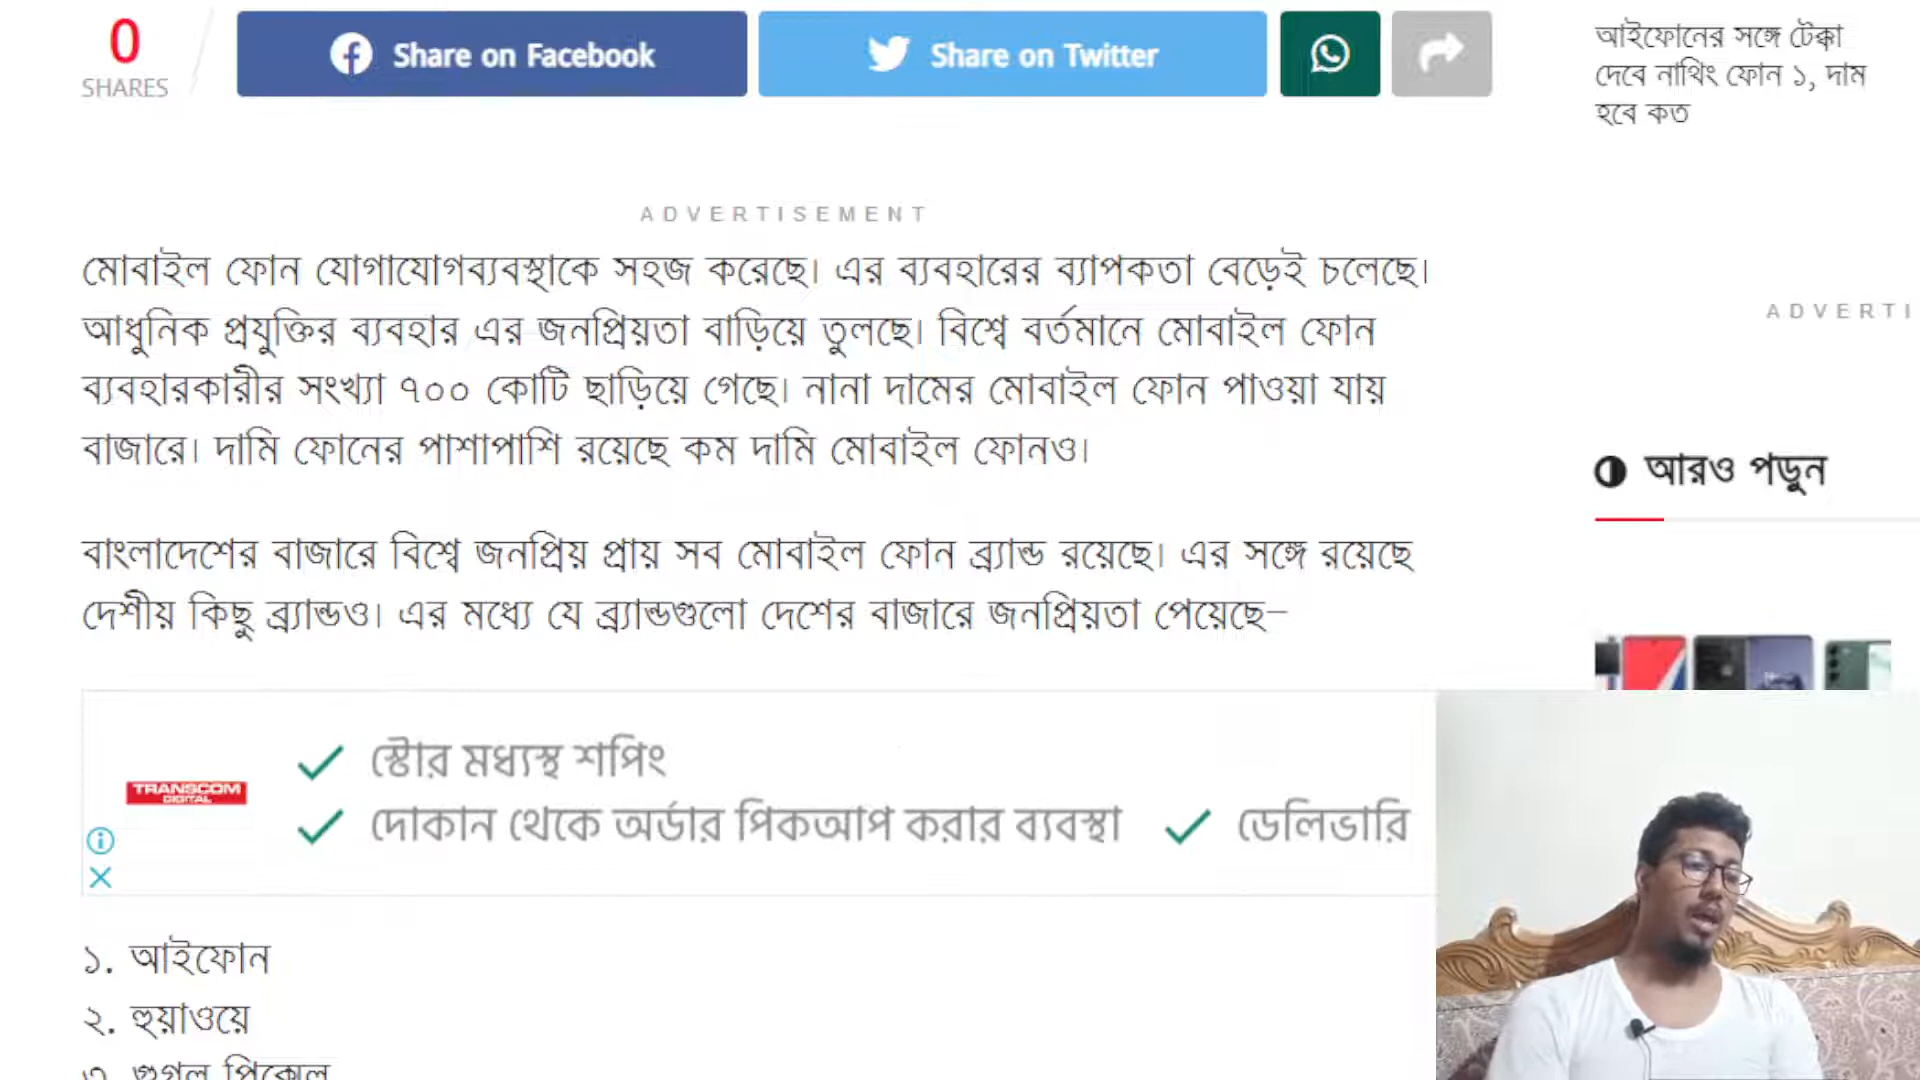 0
SHARES
Share on Facebook
Share on Twitter
আইফোনের সঙ্গে টেক্কা
দেবে নাথিং ফোন ১, দাম
হবে কত
ADVERTISEMENT
মোবাইল ফোন যোগাযোগব্যবস্থাকে সহজ করেছে। এর ব্যবহারের ব্যাপকতা বেড়েই চলেছে।
আধুনিক প্রযুক্তির ব্যবহার এর জনপ্রিয়তা বাড়িয়ে তুলছে। বিশ্বে বর্তমানে মোবাইল ফোন
ব্যবহারকারীর সংখ্যা ৭০০ কোটি ছাড়িয়ে গেছে। নানা দামের মোবাইল ফোন পাওয়া যায়
বাজারে। দামি ফোনের পাশাপাশি রয়েছে কম দামি মোবাইল ফোনও।
ADVERTI
আরও পড়ুন
বাংলাদেশের বাজারে বিশ্বে জনপ্রিয় প্রায় সব মোবাইল ফোন ব্র্যান্ড রয়েছে। এর সঙ্গে রয়েছে
দেশীয় কিছু ব্র্যান্ডও। এর মধ্যে যে ব্র্যান্ডগুলো দেশের বাজারে জনপ্রিয়তা পেয়েছে–
TRANSCOM
DIGITAL
স্টোর মধ্যস্থ শপিং
দোকান থেকে অর্ডার পিকআপ করার ব্যবস্থা ডেলিভারি
১. আইফোন
২. হুয়াওয়ে
৩. গুগল পিক্সেল